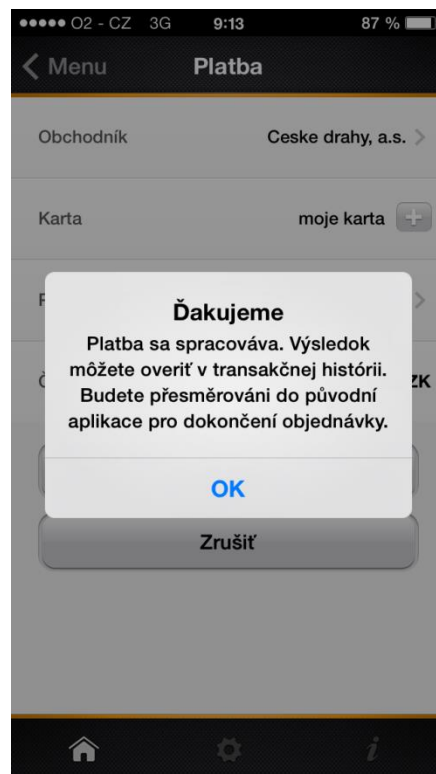 O2 - CZ 3G 9:13 87 %
Menu Platba
Obchodník Ceske drahy, a.s.
Karta moje karta
Ďakujeme
Platba sa spracováva. Výsledok
môžete overiť v transakčnej histórii.
Budete přesměrováni do původní
aplikace pro dokončení objednávky.
OK
Zrušiť